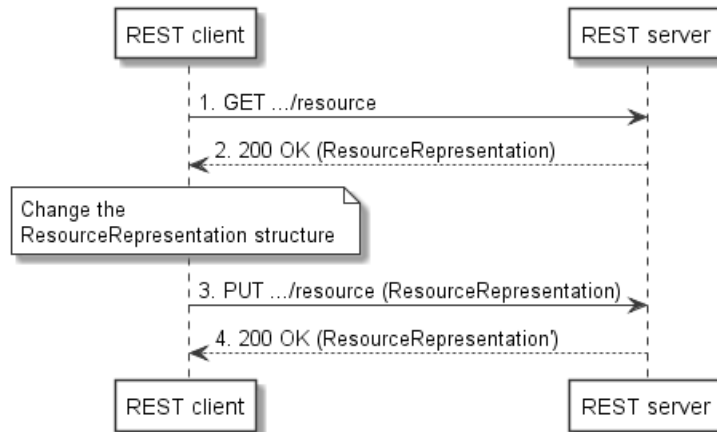 REST client
REST server
1. GET .../resource
2. 200 OK (ResourceRepresentation)
Change the
ResourceRepresentation structure
3. PUT .../resource (ResourceRepresentation)
4. 200 OK (ResourceRepresentation')
REST client
REST server